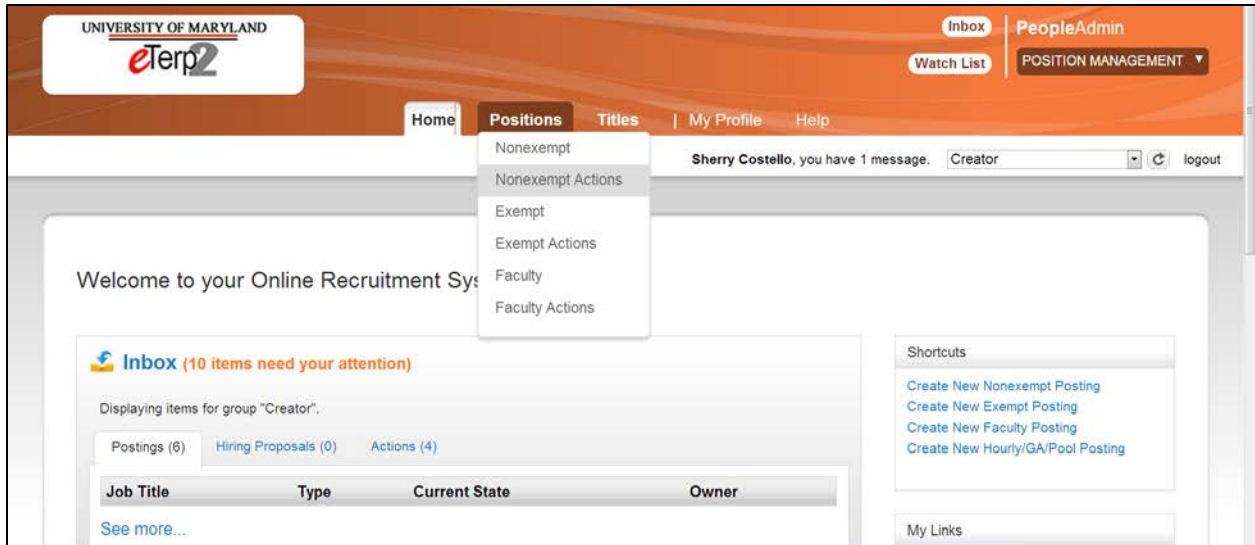 UNIVERSITY OF MARYLAND
eTerp2
Inbox
PeopleAdmin
Watch List
POSITION MANAGEMENT
Home Positions Titles | My Profile Help
Nonexempt
Nonexempt Actions
Exempt
Exempt Actions
Faculty
Faculty Actions
Sherry Costello, you have 1 message. Creator logout
Welcome to your Online Recruitment Sys
Inbox (10 items need your attention)
Displaying items for group "Creator".
Postings (6) Hiring Proposals (0) Actions (4)
Job Title Type Current State Owner
See more...
Shortcuts
Create New Nonexempt Posting
Create New Exempt Posting
Create New Faculty Posting
Create New Hourly/GA/Pool Posting
My Links